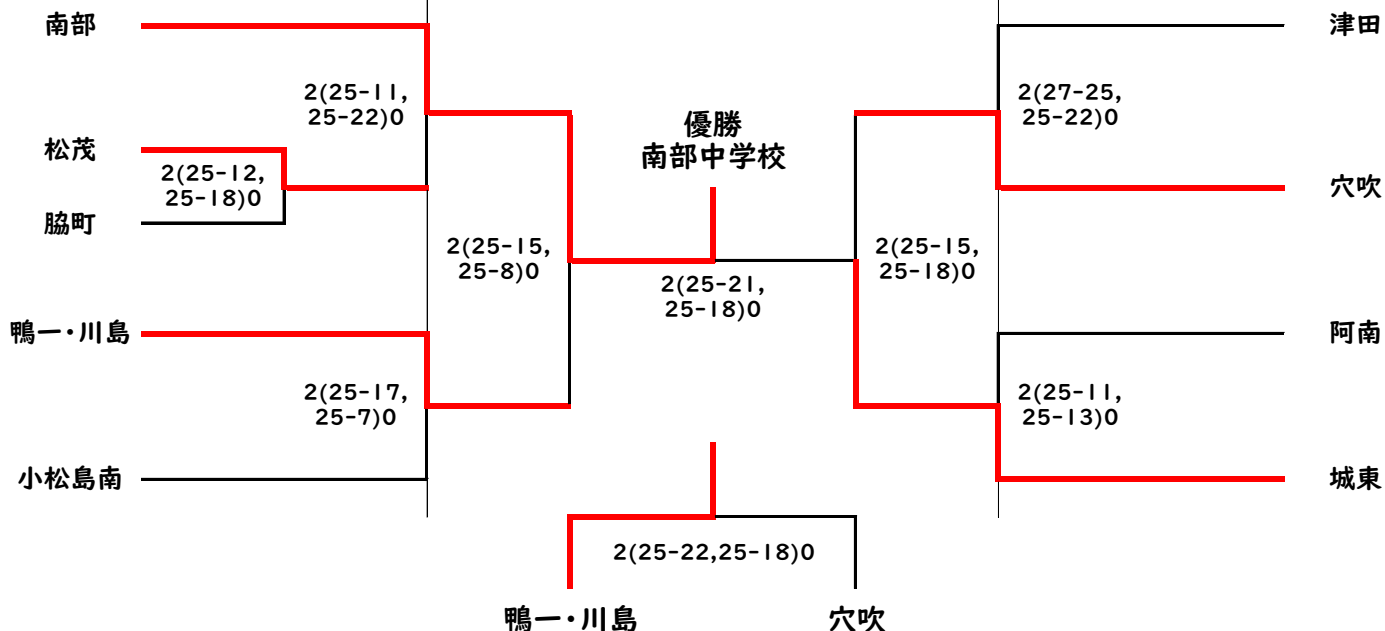 南部
津田
2(25-11,
25-22)0
2(27-25,
25-22)0
優勝
南部中学校
松茂
2(25-12,
25-18)0
穴吹
脇町
2(25-15,
25-8)0
2(25-15,
25-18)0
2(25-21,
25-18)0
鴨一・川島
阿南
2(25-17,
25-7)0
2(25-11,
25-13)0
小松島南
城東
2(25-22,25-18)0
鴨一・川島
穴吹